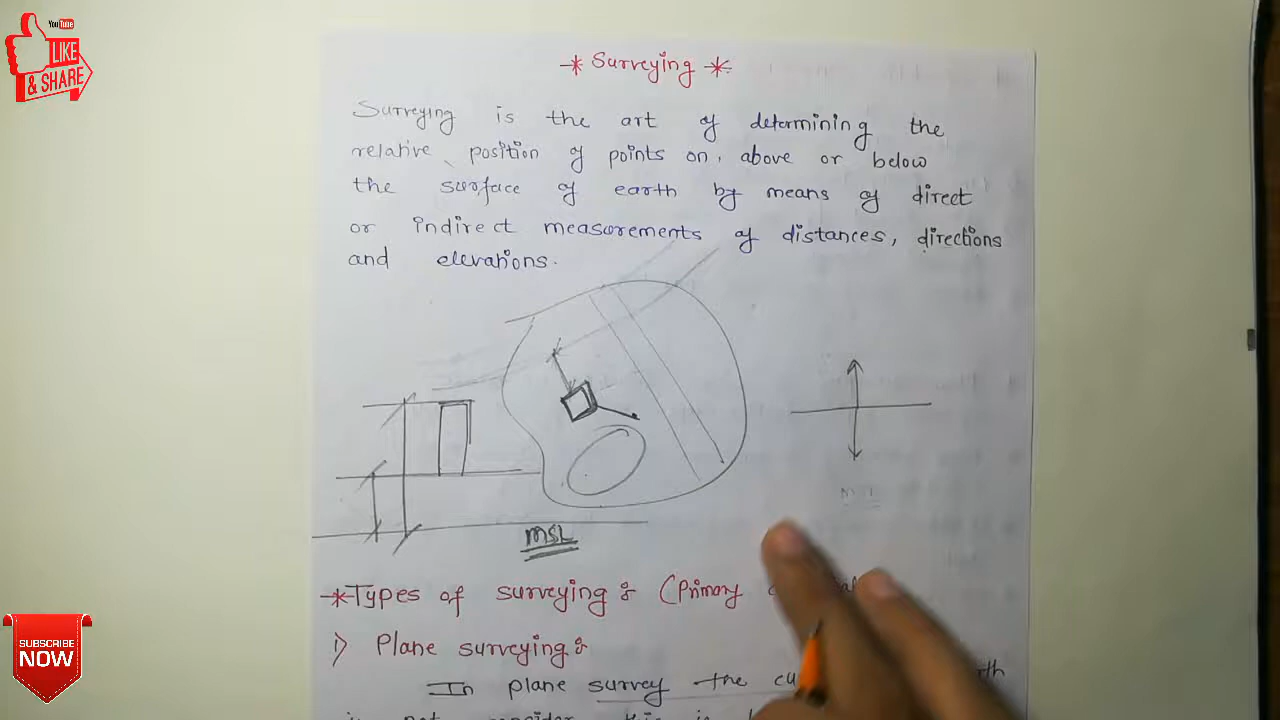 YouTube
LIKE
& SHARE
-* Surveying *-
Surveying is the art of determining the
relative position of points on, above or below
the surface of earth by means of direct
or indirect measurements of distances, directions
and elevations.
MSL
* Types of surveying : (Primary
1) Plane surveying :
In plane survey the
SUBSCRIBE
NOW